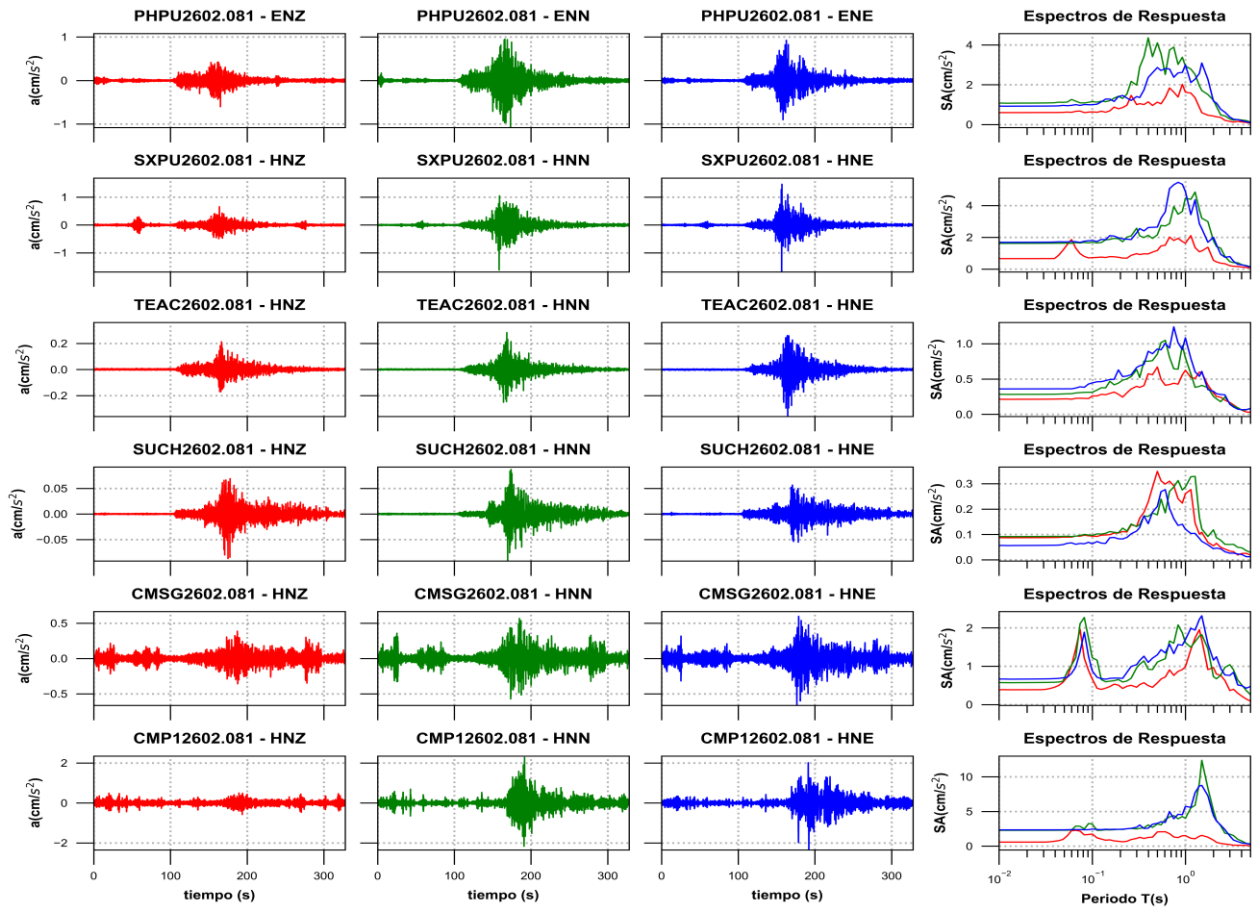 PHPU2602.081 - ENZ PHPU2602.081 - ENN PHPU2602.081 - ENE Espectros de Respuesta
a(cm/s²) 1 0 −1 SA(cm/s²) 4 2 0
SXPU2602.081 - HNZ SXPU2602.081 - HNN SXPU2602.081 - HNE Espectros de Respuesta
a(cm/s²) 1 0 −1 SA(cm/s²) 4 2 0
TEAC2602.081 - HNZ TEAC2602.081 - HNN TEAC2602.081 - HNE Espectros de Respuesta
a(cm/s²) 0.2 0.0 −0.2 SA(cm/s²) 1.0 0.5 0.0
SUCH2602.081 - HNZ SUCH2602.081 - HNN SUCH2602.081 - HNE Espectros de Respuesta
a(cm/s²) 0.05 0.00 −0.05 SA(cm/s²) 0.3 0.2 0.1 0.0
CMSG2602.081 - HNZ CMSG2602.081 - HNN CMSG2602.081 - HNE Espectros de Respuesta
a(cm/s²) 0.5 0.0 −0.5 SA(cm/s²) 2 1 0
CMP12602.081 - HNZ CMP12602.081 - HNN CMP12602.081 - HNE Espectros de Respuesta
a(cm/s²) 2 0 −2 SA(cm/s²) 10 5 0
0 100 200 300 0 100 200 300 0 100 200 300 10⁻² 10⁻¹ 10⁰
tiempo (s) tiempo (s) tiempo (s) Periodo T(s)